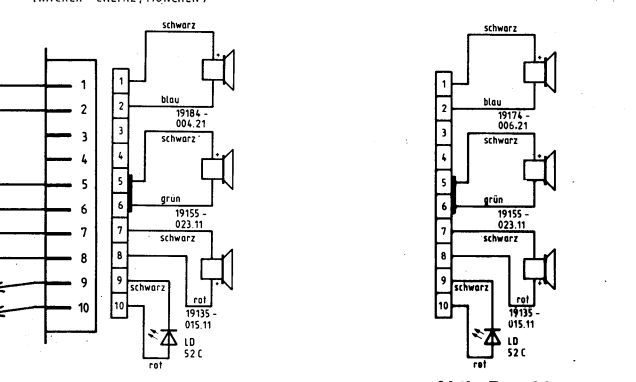 schwarz
+
1
2
3
4
5
6
7
8
9
10
1
2
3
4
5
6
7
8
9
10
blau
19184 -
004.21
schwarz
+
grün
19155 -
023.11
schwarz
+
schwarz
rot
19135 -
015.11
LD
52 C
rot
schwarz
+
1
2
3
4
5
6
7
8
9
10
blau
19174 -
006.21
schwarz
+
grün
19155 -
023.11
schwarz
+
schwarz
rot
19135 -
015.11
LD
52 C
rot